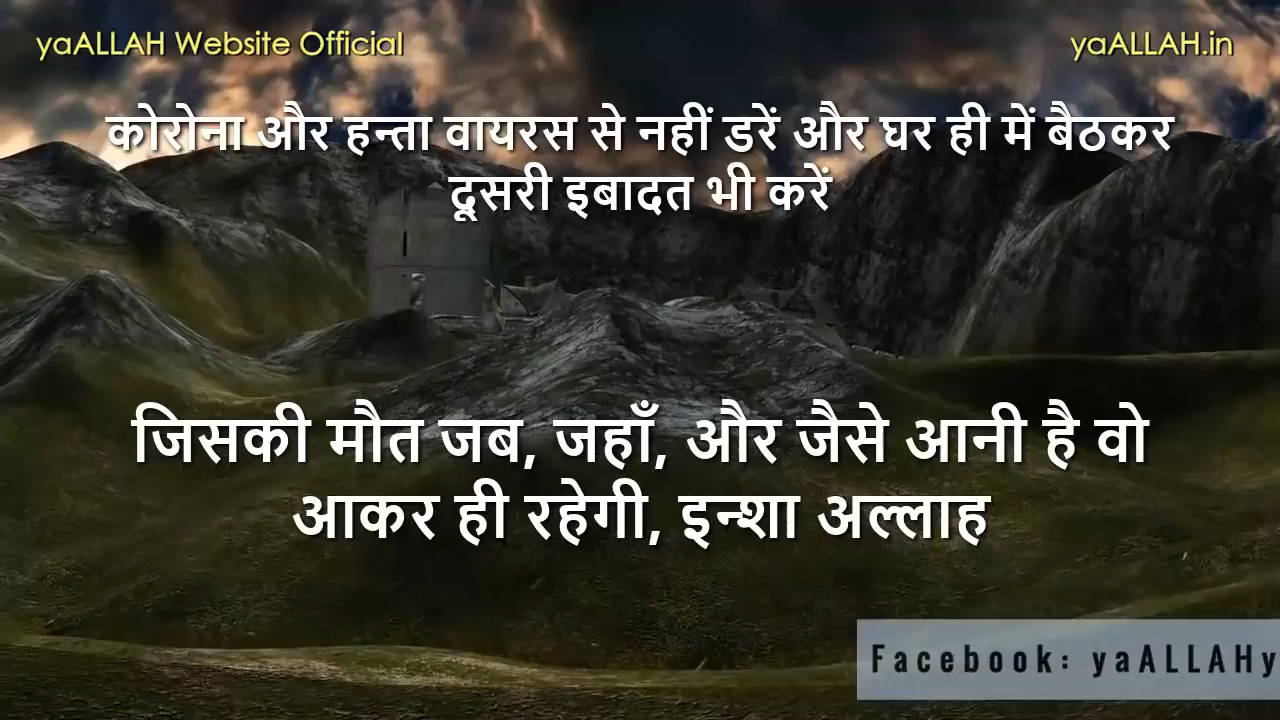 yaALLAH Website Official
yaALLAH.in
कोरोना और हन्ता वायरस से नहीं डरें और घर ही में बैठकर
दूसरी इबादत भी करें
जिसकी मौत जब, जहाँ, और जैसे आनी है वो
आकर ही रहेगी, इन्शा अल्लाह
Facebook: yaALLAHy